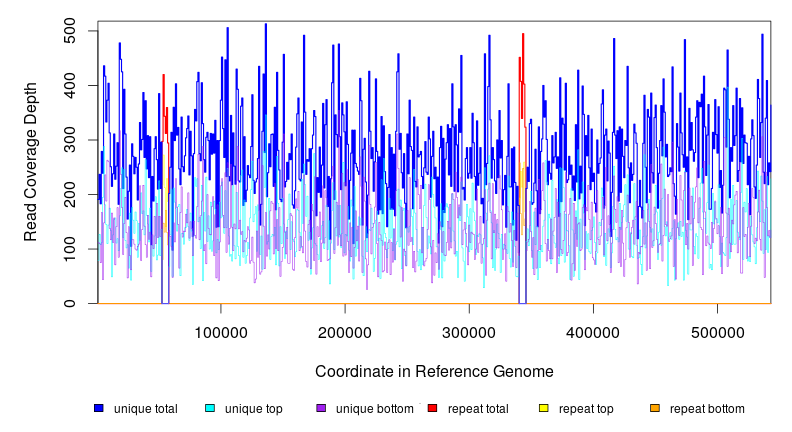 Read Coverage Depth
500
400
300
200
100
0
100000 200000 300000 400000 500000
Coordinate in Reference Genome
unique total unique top unique bottom repeat total repeat top repeat bottom